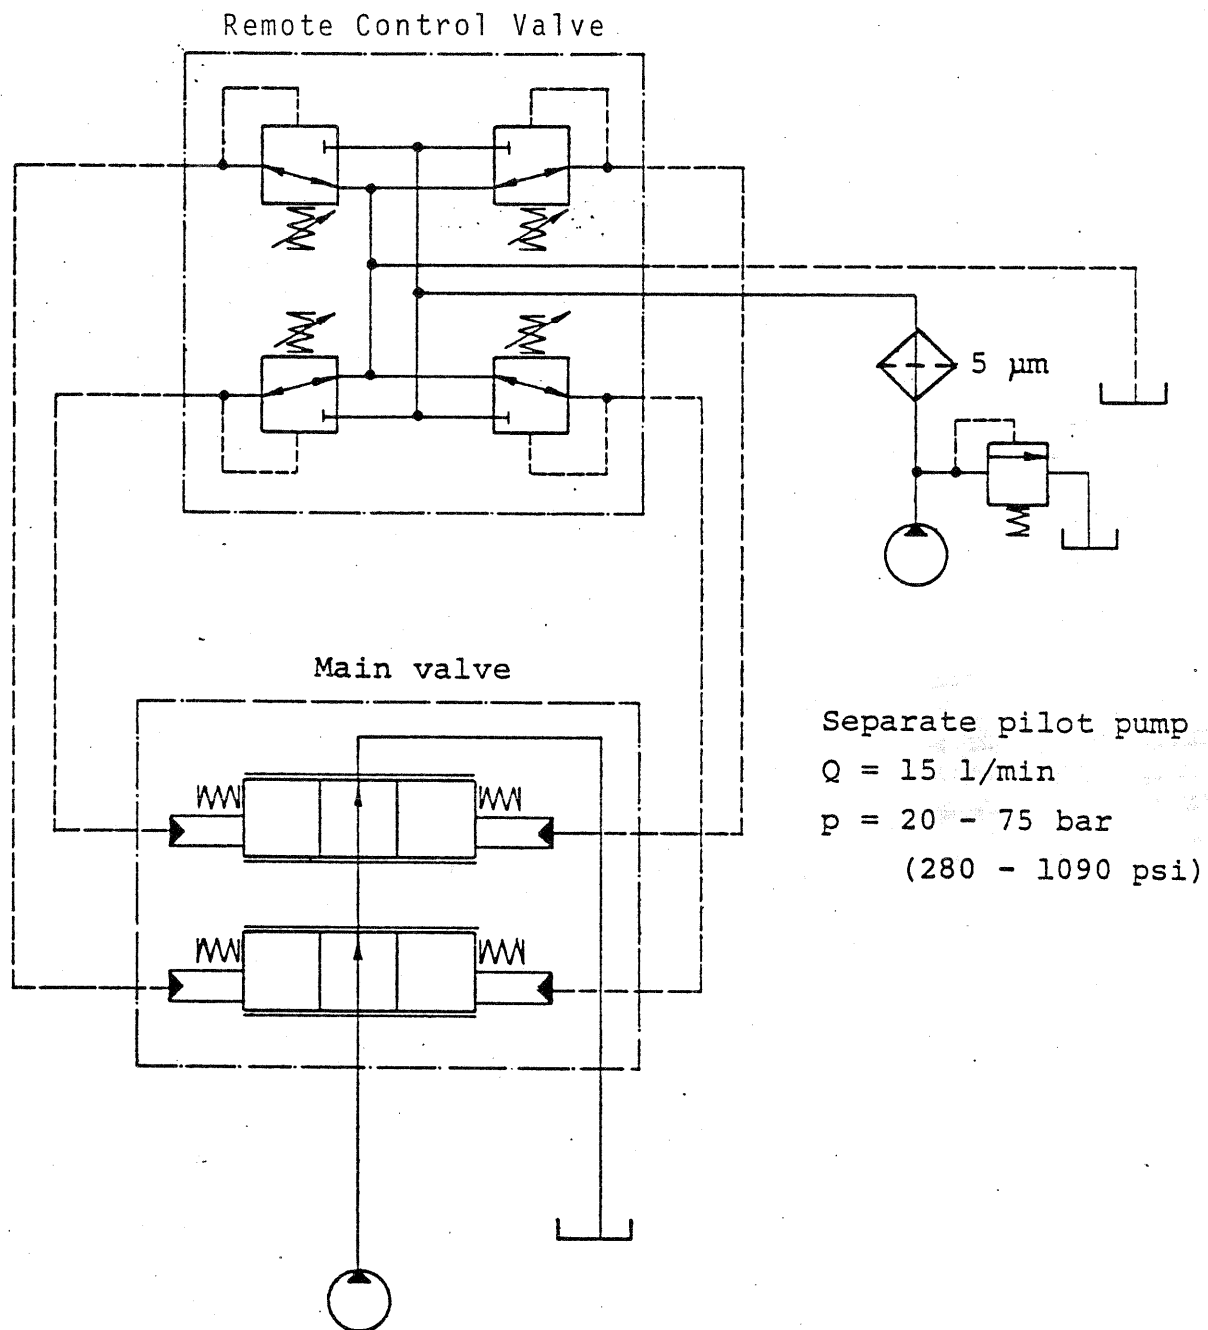 Remote Control Valve
5 µm
Main valve
Separate pilot pump
Q = 15 l/min
p = 20 - 75 bar
(280 - 1090 psi)